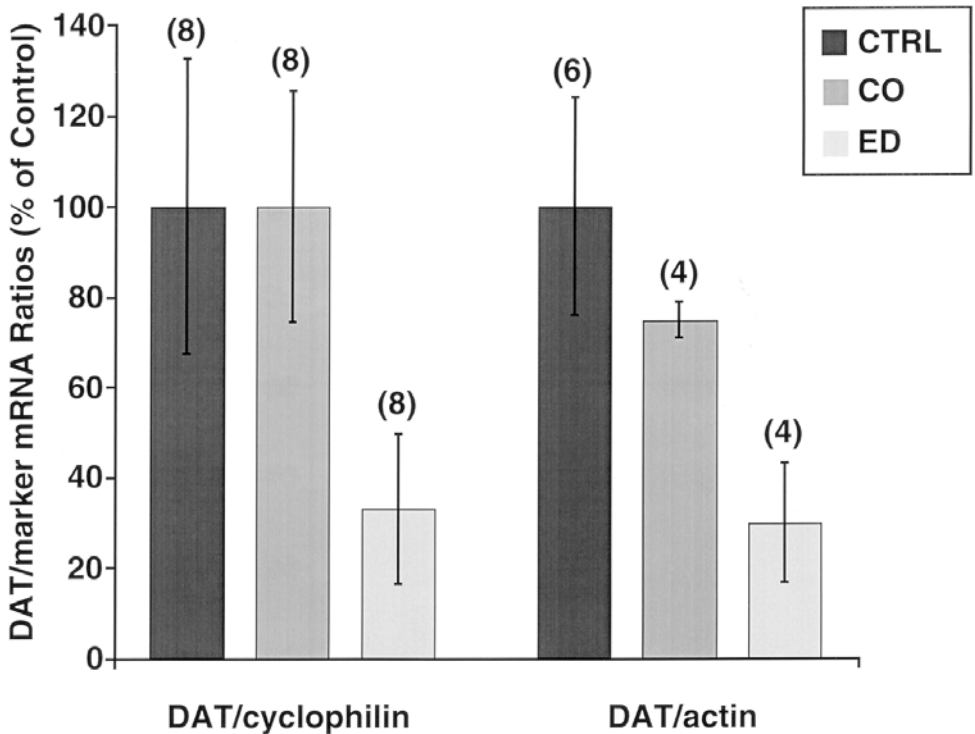 DAT/marker mRNA Ratios (% of Control)
140
120
100
80
60
40
20
0
(8)
(8)
(8)
(6)
(4)
(4)
DAT/cyclophilin
DAT/actin
CTRL
CO
ED